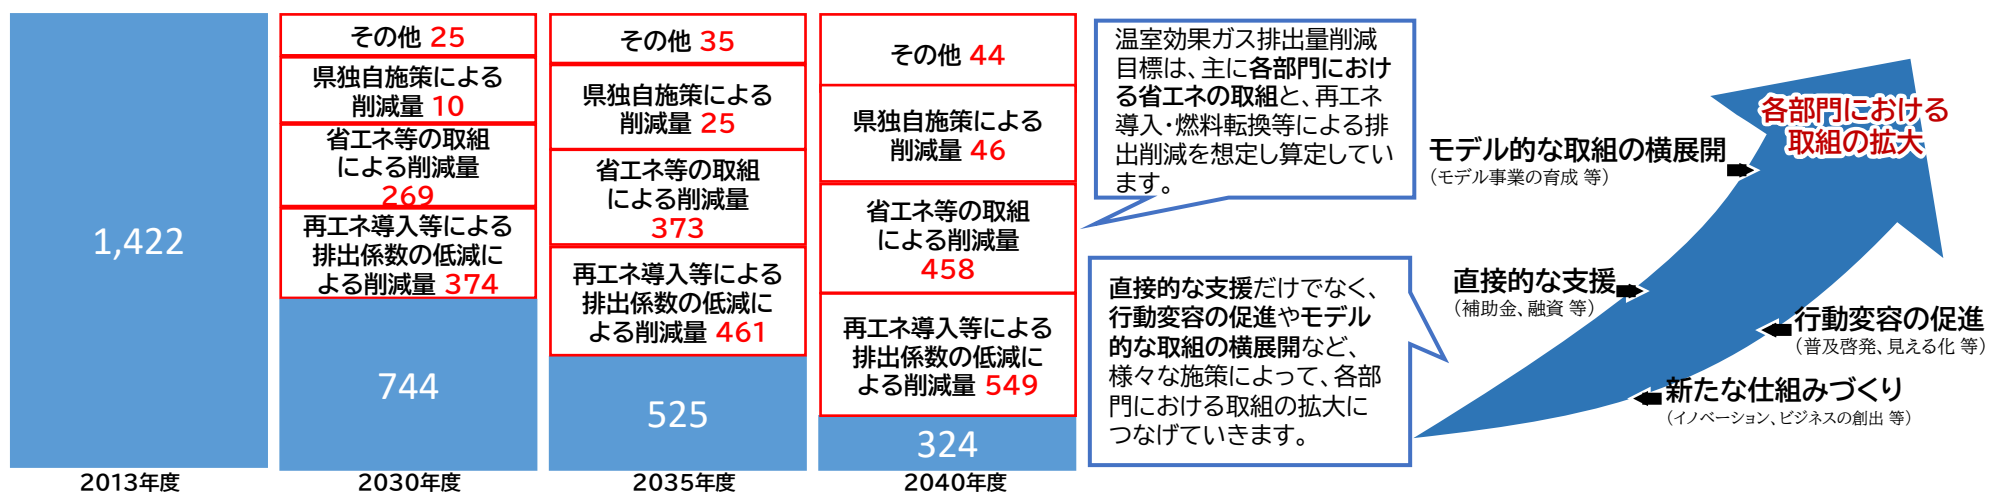 1,422
2013年度
その他 25
県独自施策による
削減量 10
省エネ等の取組
による削減量
269
再エネ導入等による
排出係数の低減に
よる削減量 374
744
2030年度
その他 35
県独自施策による
削減量 25
省エネ等の取組
による削減量
373
再エネ導入等による
排出係数の低減に
よる削減量 461
525
2035年度
その他 44
県独自施策による
削減量 46
省エネ等の取組
による削減量
458
再エネ導入等による
排出係数の低減に
よる削減量 549
324
2040年度
温室効果ガス排出量削減
目標は、主に各部門におけ
る省エネの取組と、再エネ
導入・燃料転換等による排
出削減を想定し算定してい
ます。
直接的な支援だけでなく、
行動変容の促進やモデル
的な取組の横展開など、
様々な施策によって、各部
門における取組の拡大に
つなげていきます。
各部門における
取組の拡大
モデル的な取組の横展開
(モデル事業の育成 等)
直接的な支援
(補助金、融資 等)
行動変容の促進
(普及啓発、見える化 等)
新たな仕組みづくり
(イノベーション、ビジネスの創出 等)